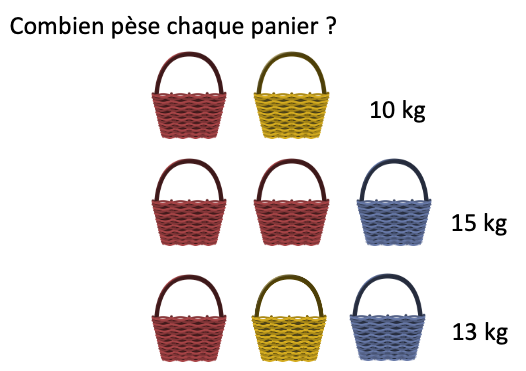 Combien pèse chaque panier ?
10 kg
15 kg
13 kg